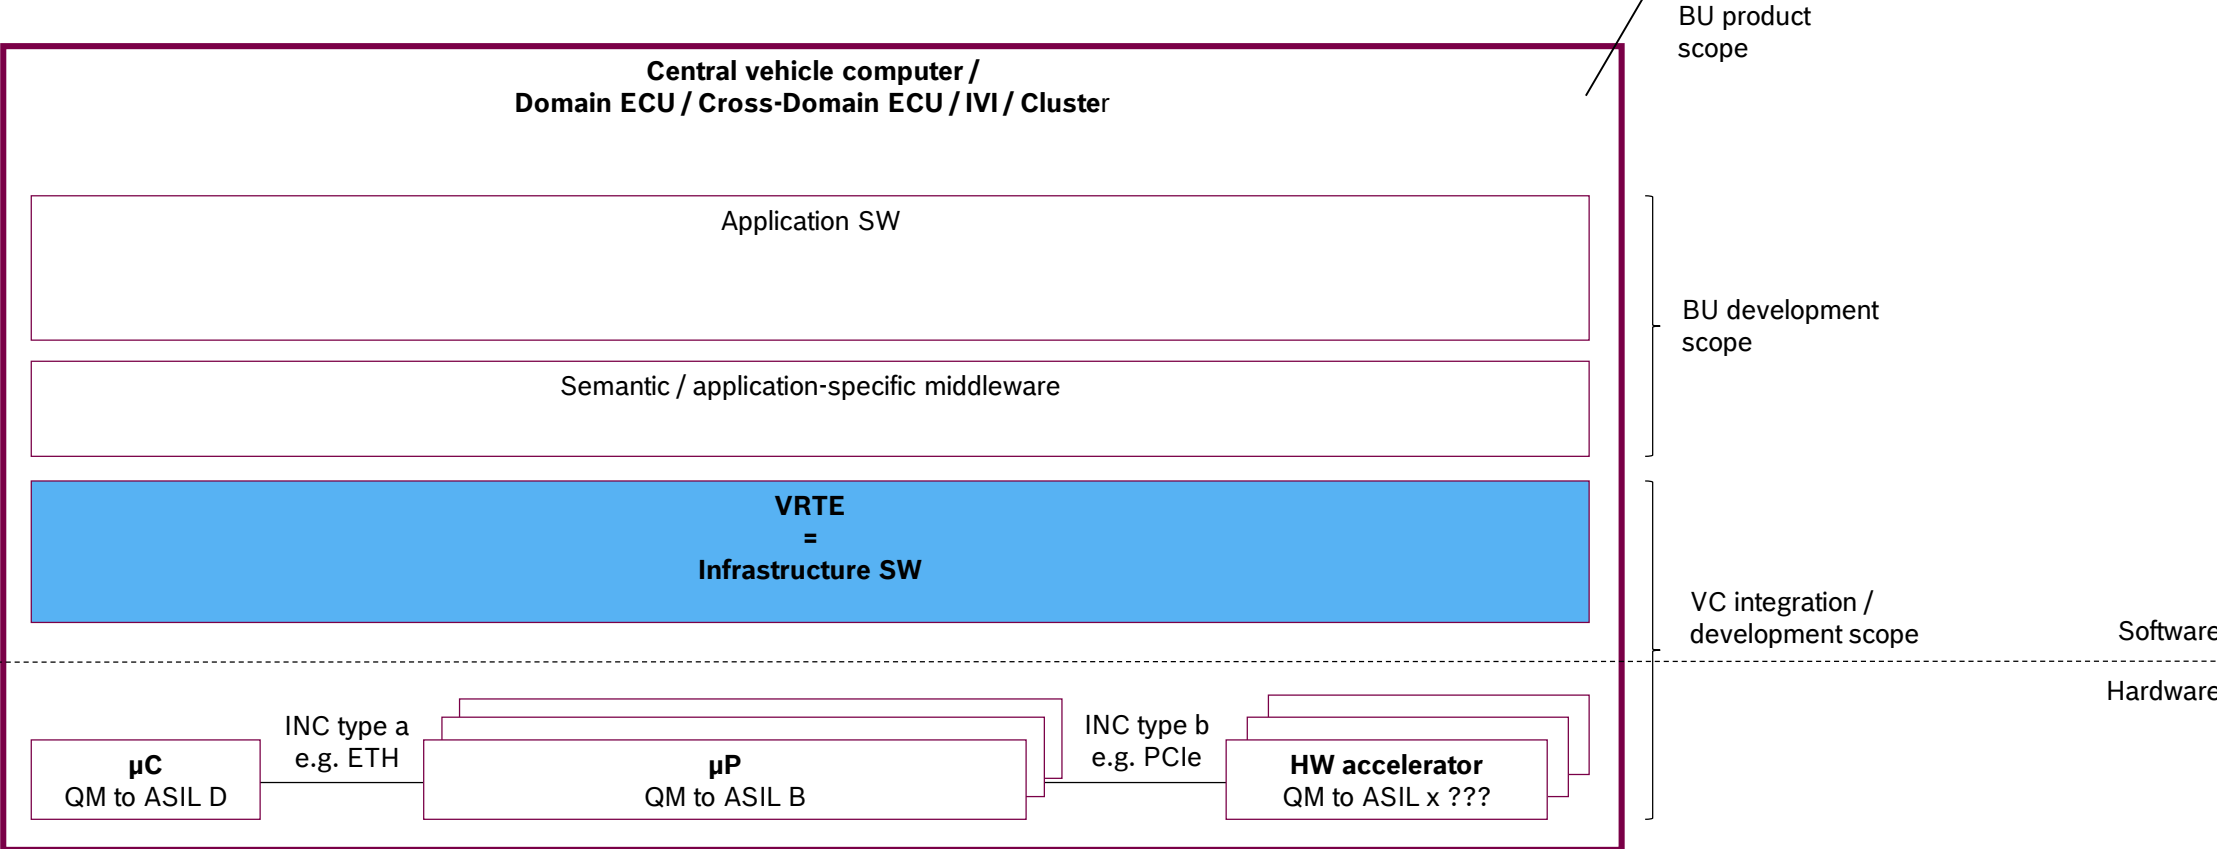 BU product
scope
Central vehicle computer /
Domain ECU / Cross-Domain ECU / IVI / Cluster
Application SW
BU development
scope
Semantic / application-specific middleware
VRTE
=
Infrastructure SW
VC integration /
development scope
Software
Hardware
INC type a
e.g. ETH
INC type b
e.g. PCIe
µC
QM to ASIL D
µP
QM to ASIL B
HW accelerator
QM to ASIL x ???